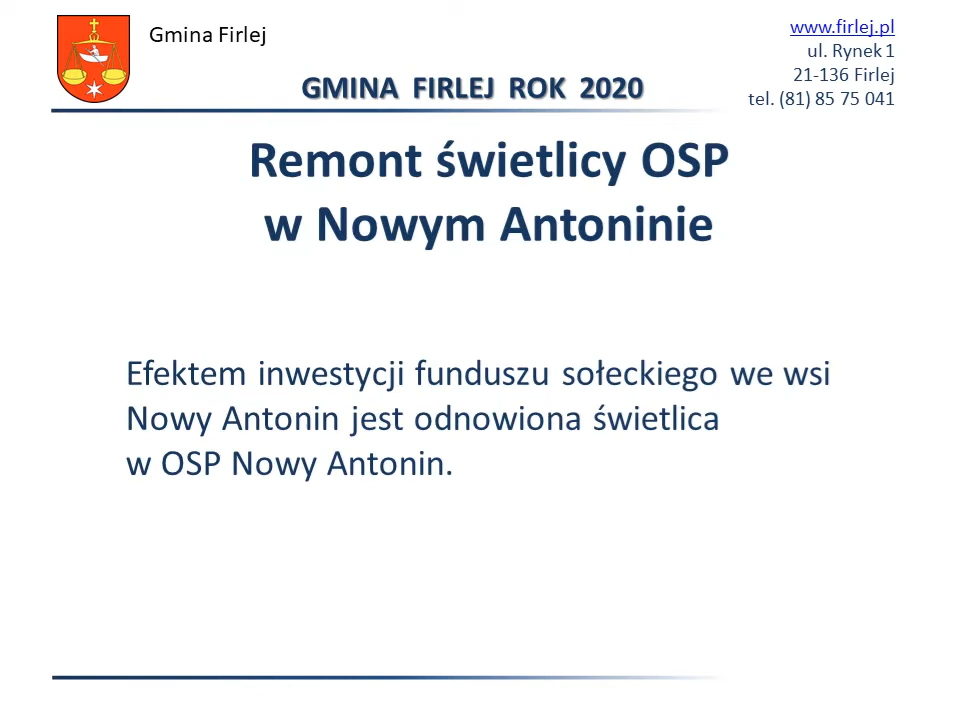 Gmina Firlej
www.firlej.pl
ul. Rynek 1
21-136 Firlej
tel. (81) 85 75 041
GMINA FIRLEJ ROK 2020
Remont świetlicy OSP
w Nowym Antoninie
Efektem inwestycji funduszu sołeckiego we wsi
Nowy Antonin jest odnowiona świetlica
w OSP Nowy Antonin.